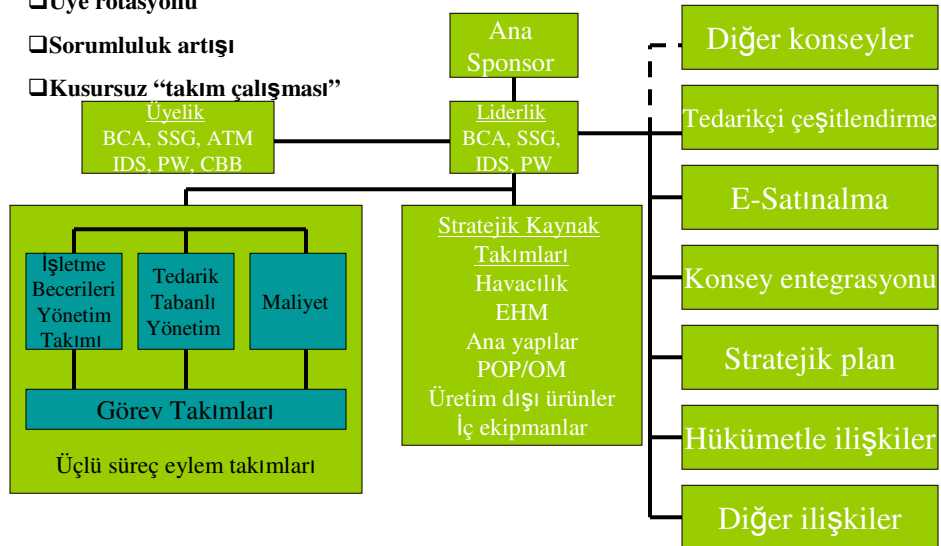 ❑Üye rotasyonu
❑Sorumluluk artışı
❑Kusursuz “takım çalışması”
Ana
Sponsor
Üyelik
BCA, SSG, ATM
IDS, PW, CBB
Liderlik
BCA, SSG,
IDS, PW
İşletme
Becerileri
Yönetim
Takımı
Tedarik
Tabanlı
Yönetim
Maliyet
Görev Takımları
Üçlü süreç eylem takımları
Stratejik Kaynak
Takımları
Havacılık
EHM
Ana yapılar
POP/OM
Üretim dışı ürünler
İç ekipmanlar
Diğer konseyler
Tedarikçi çeşitlendirme
E-Satınalma
Konsey entegrasyonu
Stratejik plan
Hükümetle ilişkiler
Diğer ilişkiler